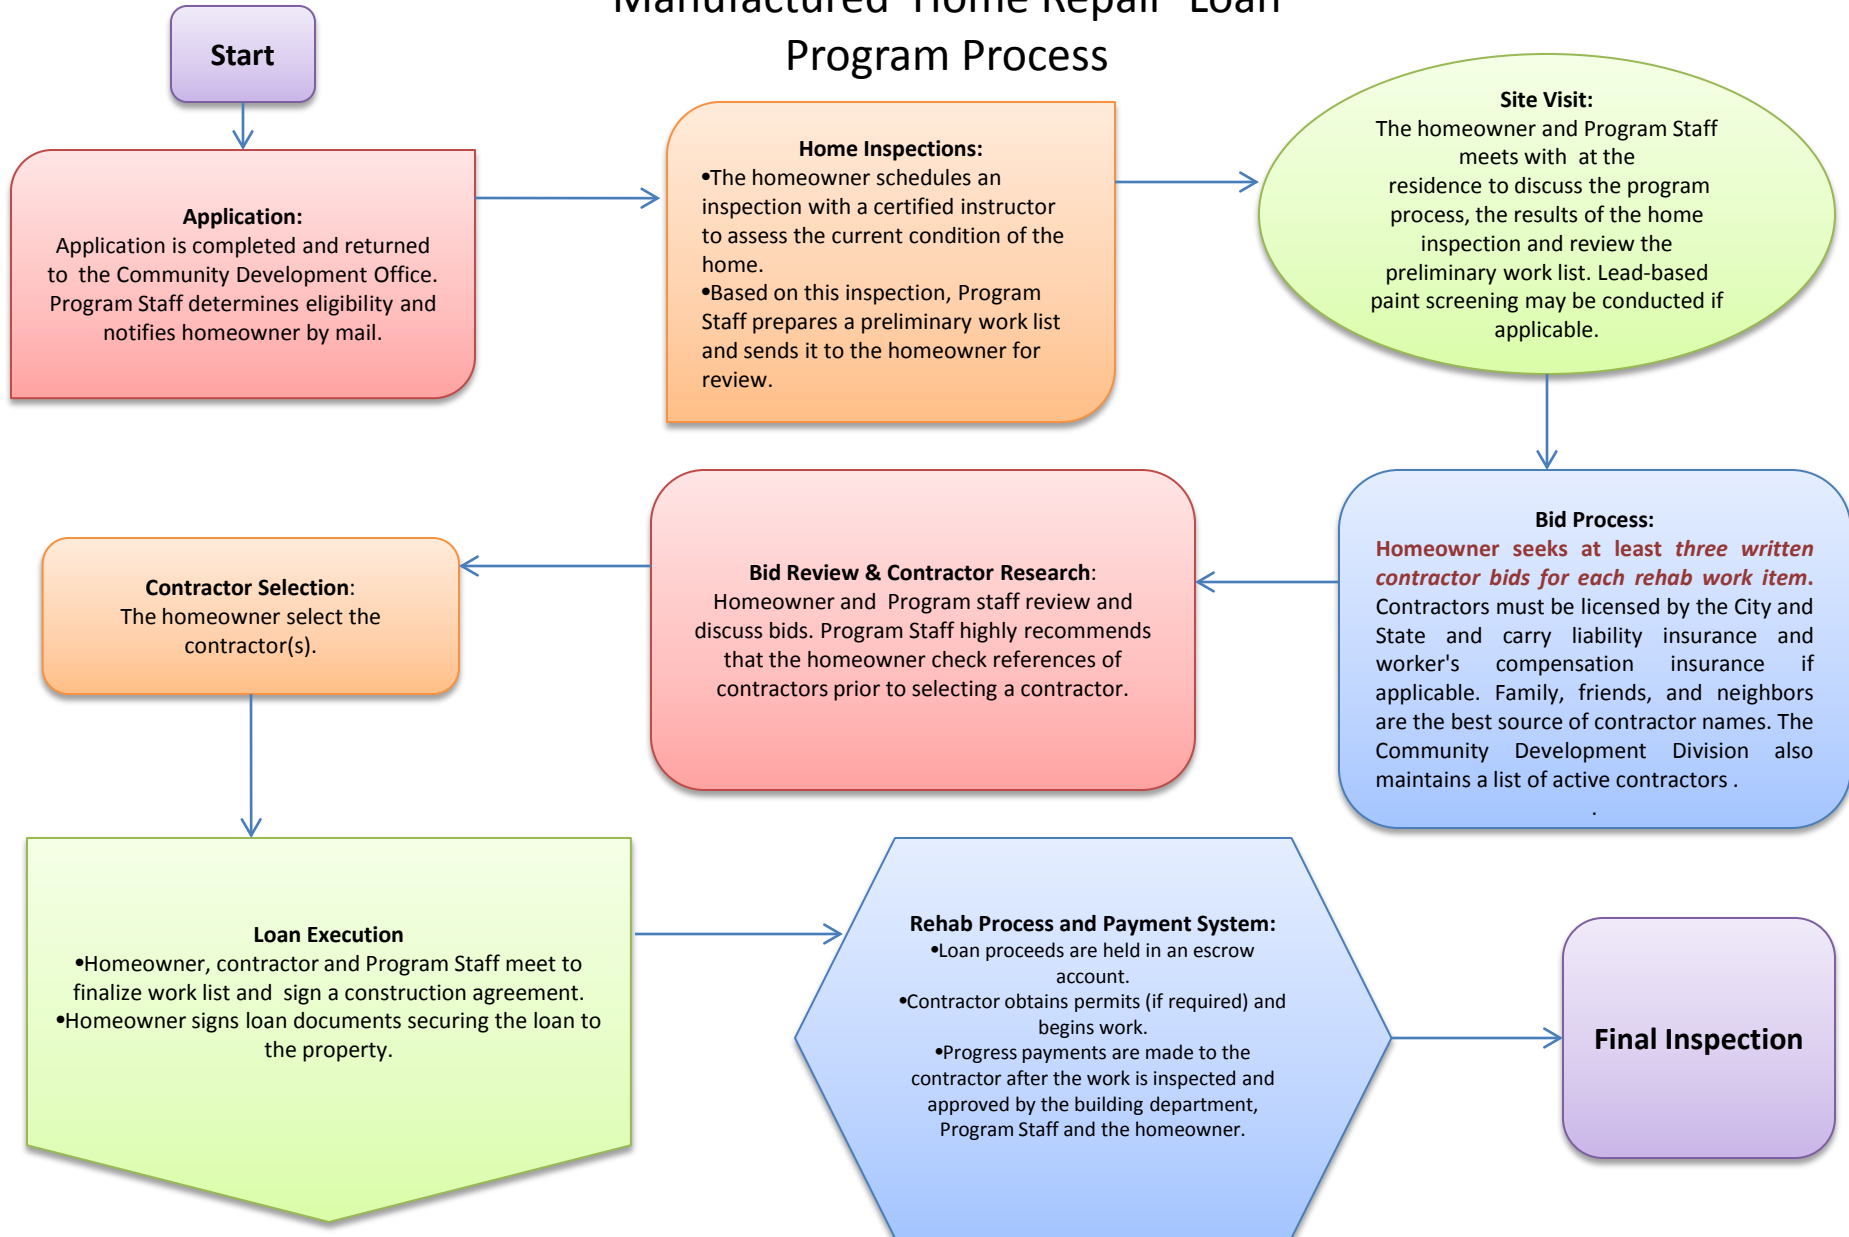 Manufactured Home Repair Loan
Program Process
Start
Application:
Application is completed and returned
to the Community Development Office.
Program Staff determines eligibility and
notifies homeowner by mail.
Home Inspections:
•The homeowner schedules an
inspection with a certified instructor
to assess the current condition of the
home.
•Based on this inspection, Program
Staff prepares a preliminary work list
and sends it to the homeowner for
review.
Site Visit:
The homeowner and Program Staff
meets with at the
residence to discuss the program
process, the results of the home
inspection and review the
preliminary work list. Lead-based
paint screening may be conducted if
applicable.
Bid Process:
Homeowner seeks at least three written
contractor bids for each rehab work item.
Contractors must be licensed by the City and
State and carry liability insurance and
worker's compensation insurance if
applicable. Family, friends, and neighbors
are the best source of contractor names. The
Community Development Division also
maintains a list of active contractors .
.
Bid Review & Contractor Research:
Homeowner and Program staff review and
discuss bids. Program Staff highly recommends
that the homeowner check references of
contractors prior to selecting a contractor.
Contractor Selection:
The homeowner select the
contractor(s).
Loan Execution
•Homeowner, contractor and Program Staff meet to
finalize work list and sign a construction agreement.
•Homeowner signs loan documents securing the loan to
the property.
Rehab Process and Payment System:
•Loan proceeds are held in an escrow
account.
•Contractor obtains permits (if required) and
begins work.
•Progress payments are made to the
contractor after the work is inspected and
approved by the building department,
Program Staff and the homeowner.
Final Inspection